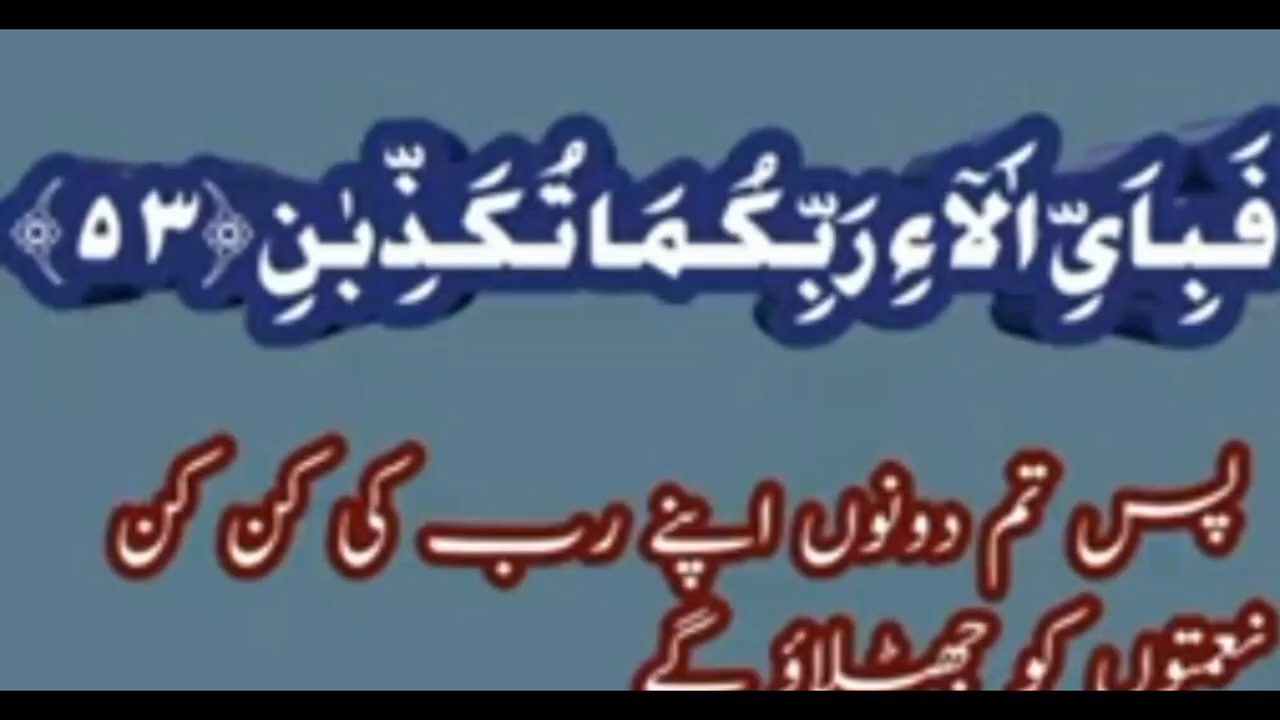 فَبِاَيِّ اٰلَآءِ رَبِّكُمَا تُكَذِّبٰنِ ﴿۵۳﴾
پس تم دونوں اپنے رب کی کن کن
نعمتوں کو جھٹلاؤ گے